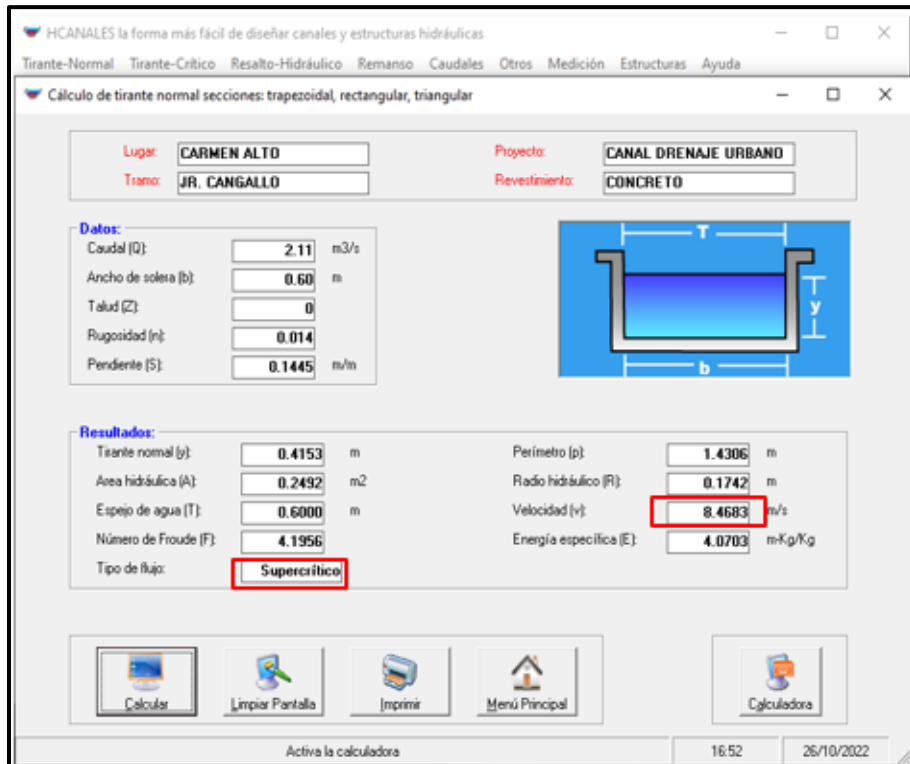 HCANALES la forma más fácil de diseñar canales y estructuras hidráulicas
Tirante-Normal Tirante-Crítico Resalto-Hidráulico Remanso Caudales Otros Medición Estructuras Ayuda
Cálculo de tirante normal secciones: trapezoidal, rectangular, triangular
Lugar: CARMEN ALTO Proyecto: CANAL DRENAJE URBANO
Tramo: JR. CANGALLO Revestimiento: CONCRETO
Datos:
Caudal (Q): 2.11 m3/s
Ancho de solera (b): 0.60 m
Talud (Z): 0
Rugosidad (n): 0.014
Pendiente (S): 0.1445 m/m
T
y
b
Resultados:
Tirante normal (y): 0.4153 m Perímetro (p): 1.4306 m
Area hidráulica (A): 0.2492 m2 Radio hidráulico (R): 0.1742 m
Espejo de agua (T): 0.6000 m Velocidad (v): 8.4683 m/s
Número de Froude (F): 4.1956 Energía específica (E): 4.0703 m-Kg/Kg
Tipo de flujo: Supercrítico
Calcular Limpiar Pantalla Imprimir Menú Principal Calculadora
Activa la calculadora 16:52 26/10/2022